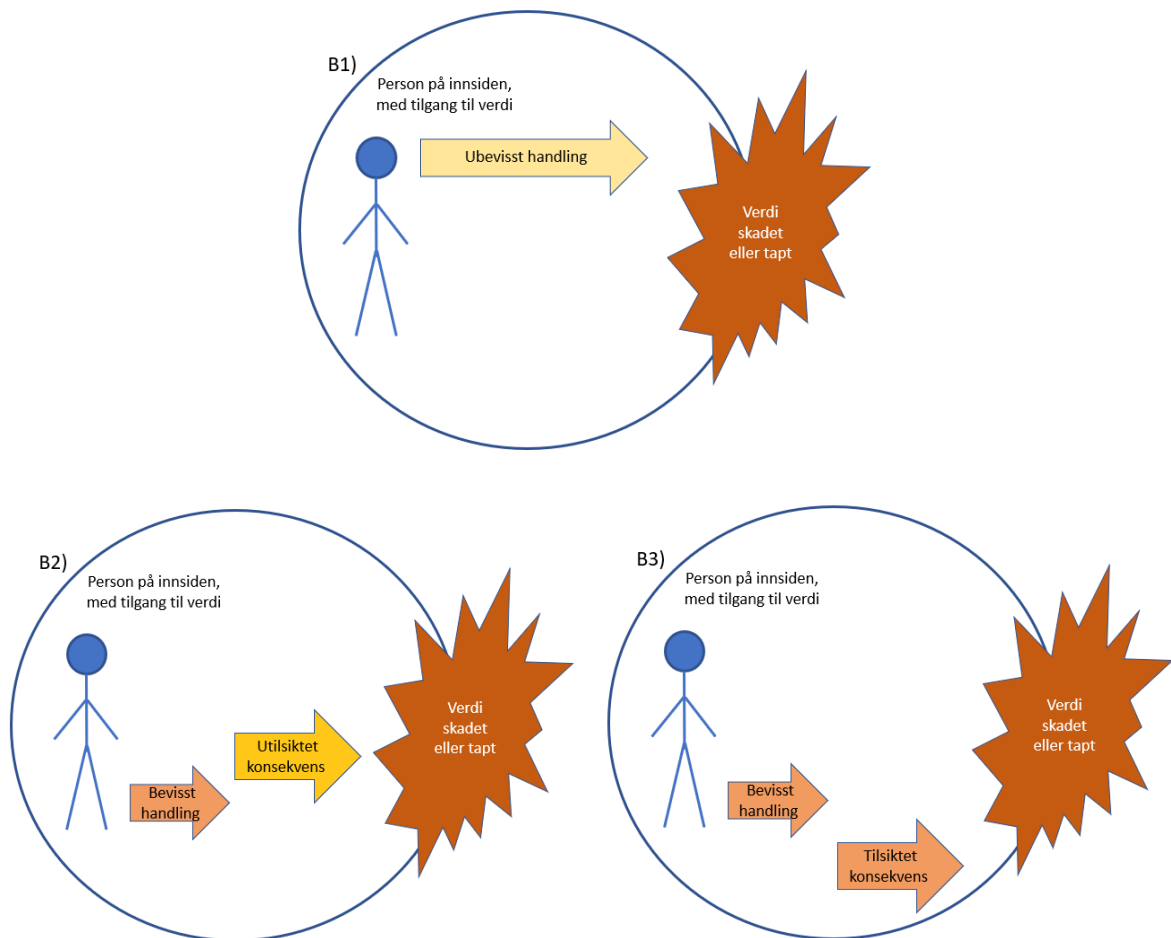 B1)
Person på innsiden,
med tilgang til verdi
Ubevisst handling
Verdi
skadet
eller tapt
B2)
Person på innsiden,
med tilgang til verdi
Bevisst
handling
Utilsiktet
konsekvens
Verdi
skadet
eller tapt
B3)
Person på innsiden,
med tilgang til verdi
Bevisst
handling
Tilsiktet
konsekvens
Verdi
skadet
eller tapt